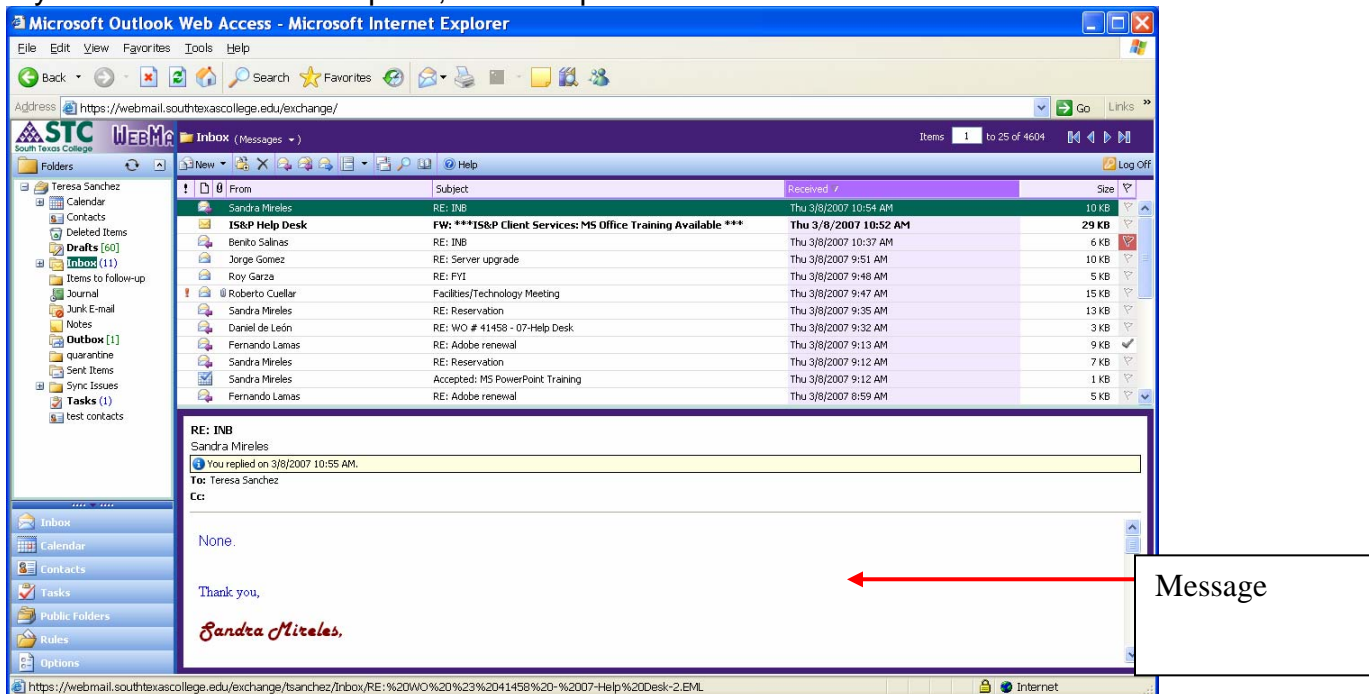 Microsoft Outlook Web Access - Microsoft Internet Explorer
File Edit View Favorites Tools Help
Back Search Favorites
Address https://webmail.southtexascollege.edu/exchange/ Go Links »
STC WEBMA Inbox (Messages ) Items 1 to 25 of 4604
South Texas College
Folders New Help Log Off
Teresa Sanchez
Calendar
Contacts
Deleted Items
Drafts [60]
Inbox (11)
Items to follow-up
Journal
Junk E-mail
Notes
Outbox [1]
quarantine
Sent Items
Sync Issues
Tasks (1)
test contacts
Inbox
Calendar
Contacts
Tasks
Public Folders
Rules
Options
! From Subject Received Size
Sandra Mireles RE: INB Thu 3/8/2007 10:54 AM 10 KB
IS&P Help Desk FW: ***IS&P Client Services: MS Office Training Available *** Thu 3/8/2007 10:52 AM 29 KB
Benito Salinas RE: INB Thu 3/8/2007 10:37 AM 6 KB
Jorge Gomez RE: Server upgrade Thu 3/8/2007 9:51 AM 10 KB
Roy Garza RE: FYI Thu 3/8/2007 9:48 AM 5 KB
! Roberto Cuellar Facilities/Technology Meeting Thu 3/8/2007 9:47 AM 15 KB
Sandra Mireles RE: Reservation Thu 3/8/2007 9:35 AM 13 KB
Daniel de León RE: WO # 41458 - 07-Help Desk Thu 3/8/2007 9:32 AM 3 KB
Fernando Lamas RE: Adobe renewal Thu 3/8/2007 9:13 AM 9 KB
Sandra Mireles RE: Reservation Thu 3/8/2007 9:12 AM 7 KB
Sandra Mireles Accepted: MS PowerPoint Training Thu 3/8/2007 9:12 AM 1 KB
Fernando Lamas RE: Adobe renewal Thu 3/8/2007 8:59 AM 5 KB
RE: INB
Sandra Mireles
You replied on 3/8/2007 10:55 AM.
To: Teresa Sanchez
Cc:
None.
Thank you,
Sandra Mireles,
Message
https://webmail.southtexascollege.edu/exchange/tsanchez/Inbox/RE:%20WO%20%23%2041458%20-%2007-Help%20Desk-2.EML Internet